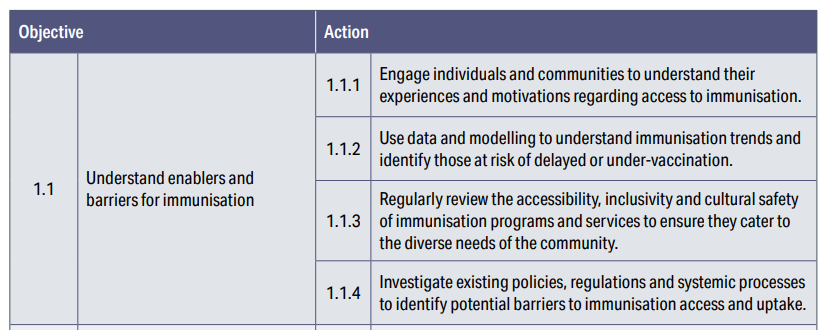 Objective Action
1.1.1 Engage individuals and communities to understand their
experiences and motivations regarding access to immunisation.
1.1.2 Use data and modelling to understand immunisation trends and
identify those at risk of delayed or under-vaccination.
1.1 Understand enablers and
barriers for immunisation
1.1.3 Regularly review the accessibility, inclusivity and cultural safety
of immunisation programs and services to ensure they cater to
the diverse needs of the community.
1.1.4 Investigate existing policies, regulations and systemic processes
to identify potential barriers to immunisation access and uptake.